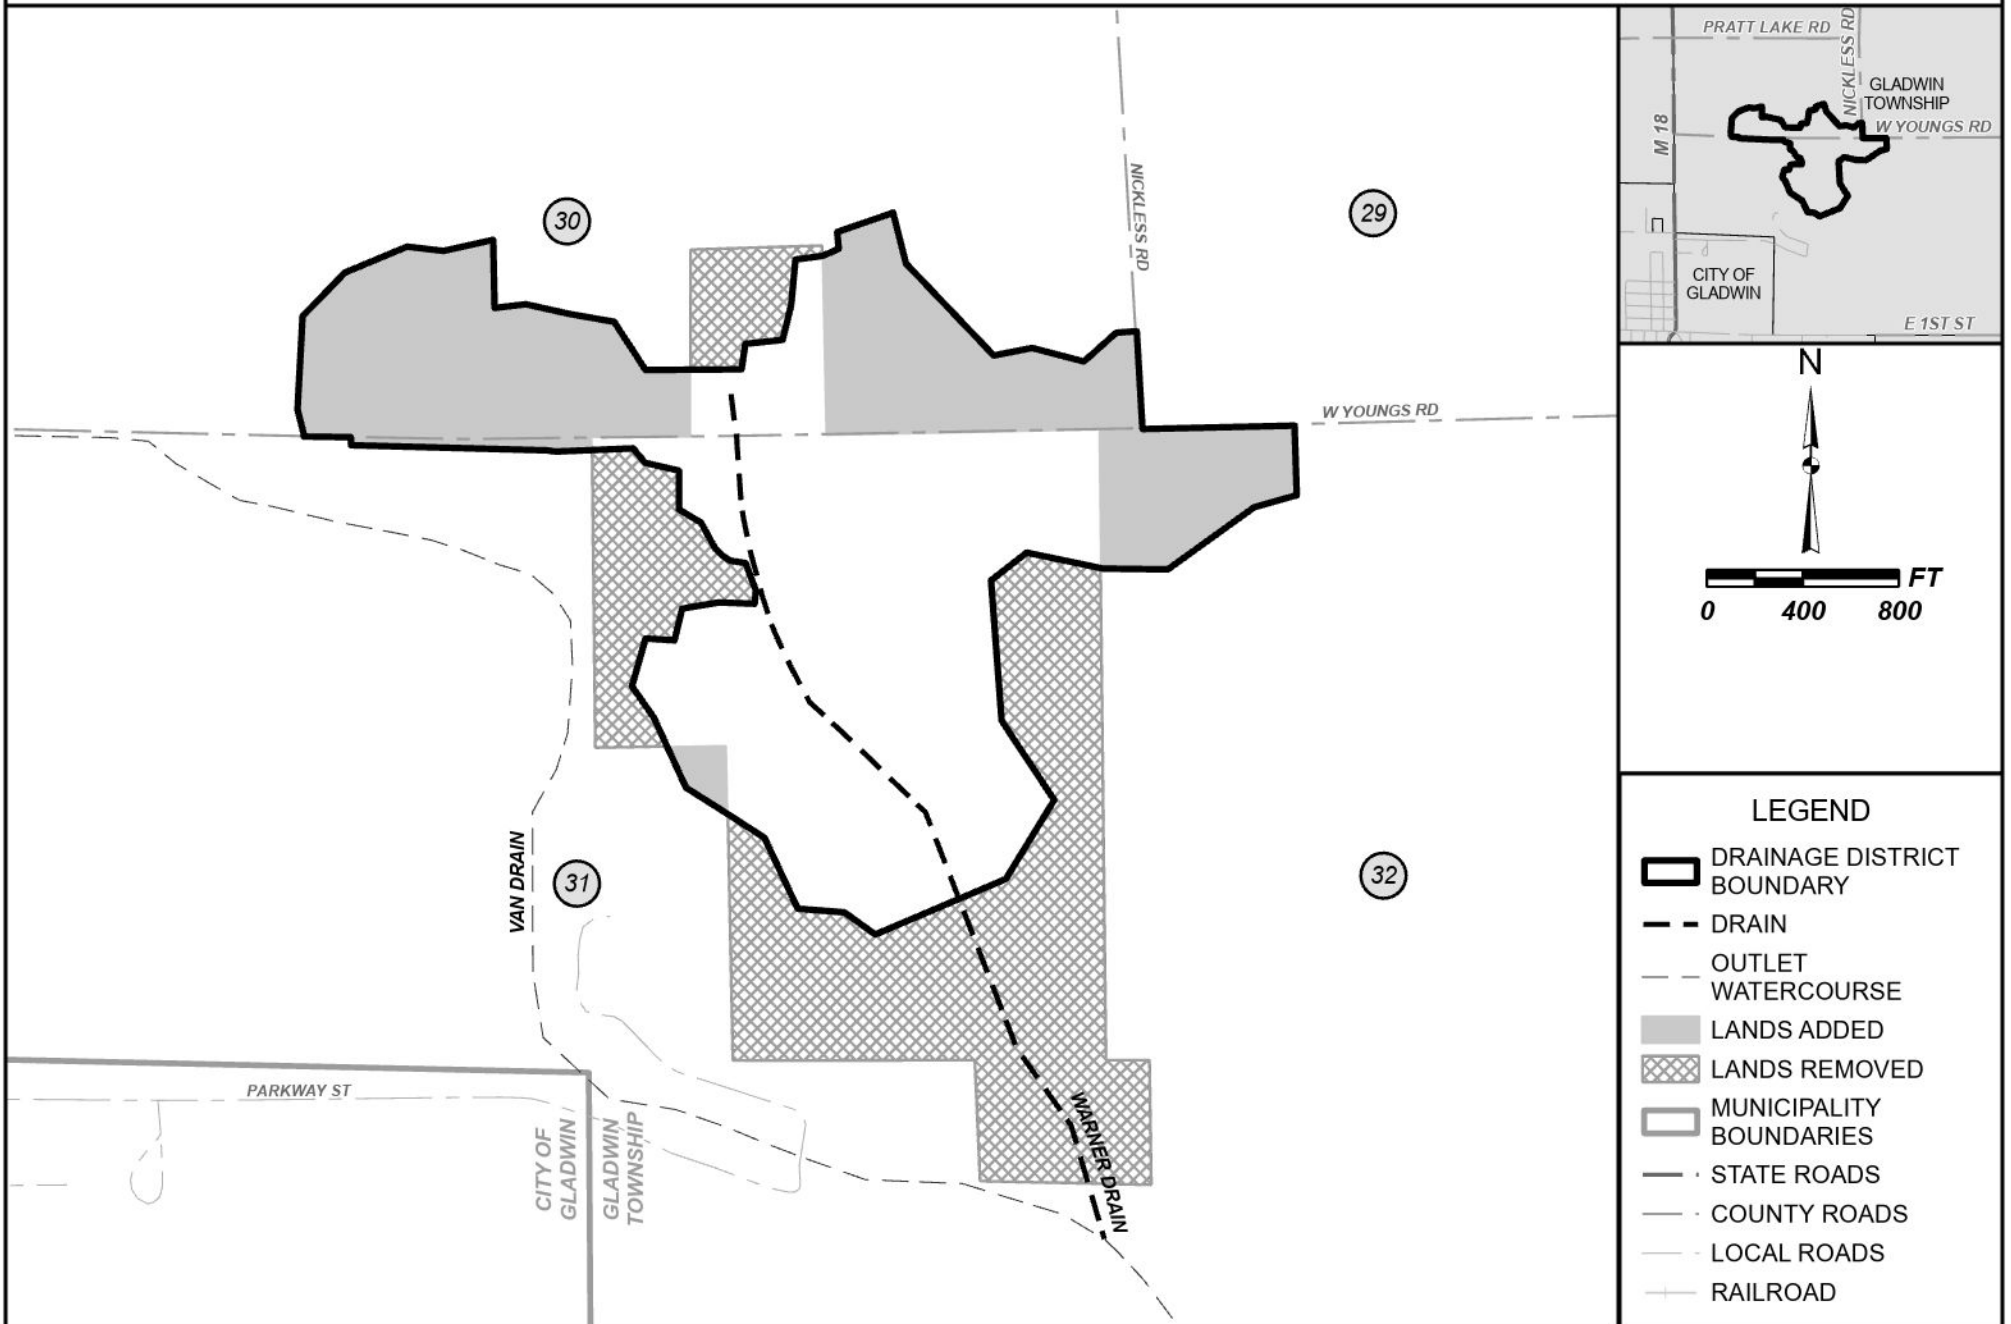 30
29
NICKLESS RD
W YOUNGS RD
31
32
VAN DRAIN
WARNER DRAIN
PARKWAY ST
CITY OF
GLADWIN
GLADWIN
TOWNSHIP
PRATT LAKE RD
NICKLESS RD
GLADWIN
TOWNSHIP
M 18
W YOUNGS RD
CITY OF
GLADWIN
E 1ST ST
N
FT
0 400 800
LEGEND
DRAINAGE DISTRICT
BOUNDARY
DRAIN
OUTLET
WATERCOURSE
LANDS ADDED
LANDS REMOVED
MUNICIPALITY
BOUNDARIES
STATE ROADS
COUNTY ROADS
LOCAL ROADS
RAILROAD